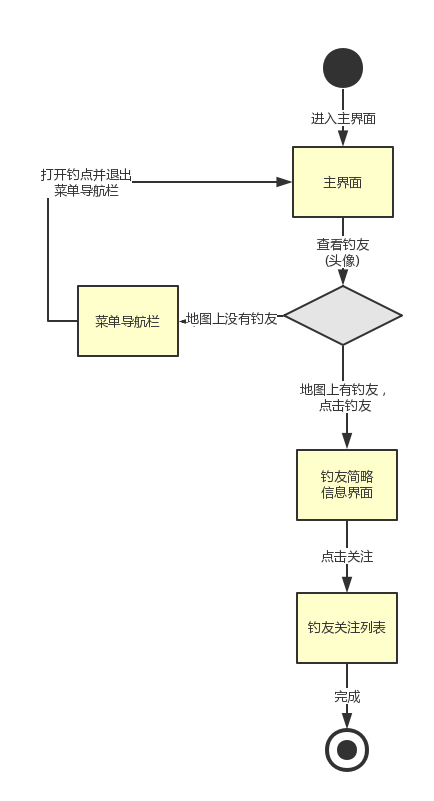 进入主界面
主界面
打开钓点并退出
菜单导航栏
查看钓友
(头像)
菜单导航栏
地图上没有钓友
地图上有钓友，
点击钓友
钓友简略
信息界面
点击关注
钓友关注列表
完成